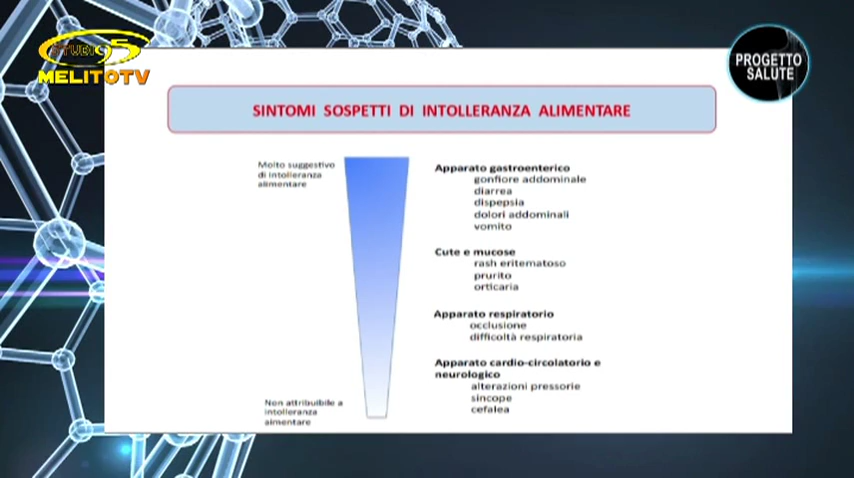 STUDIO 95
MELITOTV
PROGETTO
SALUTE
SINTOMI SOSPETTI DI INTOLLERANZA ALIMENTARE
Molto suggestivo
di intolleranza
alimentare
Apparato gastroenterico
gonfiore addominale
diarrea
dispepsia
dolori addominali
vomito
Cute e mucose
rash eritematoso
prurito
orticaria
Apparato respiratorio
occlusione
difficoltà respiratoria
Apparato cardio-circolatorio e
neurologico
alterazioni pressorie
sincope
cefalea
Non attribuibile a
intolleranza
alimentare